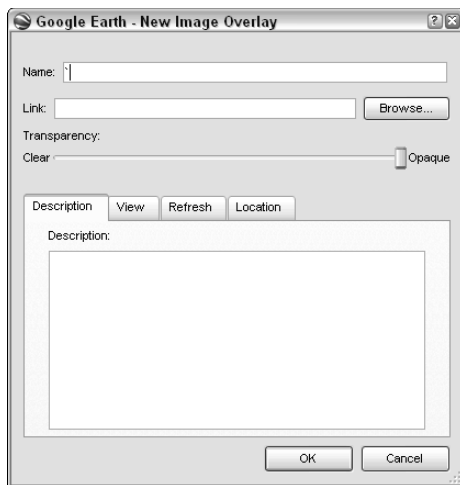 Google Earth - New Image Overlay
Name: `
Link: Browse...
Transparency:
Clear Opaque
Description View Refresh Location
Description:
OK Cancel